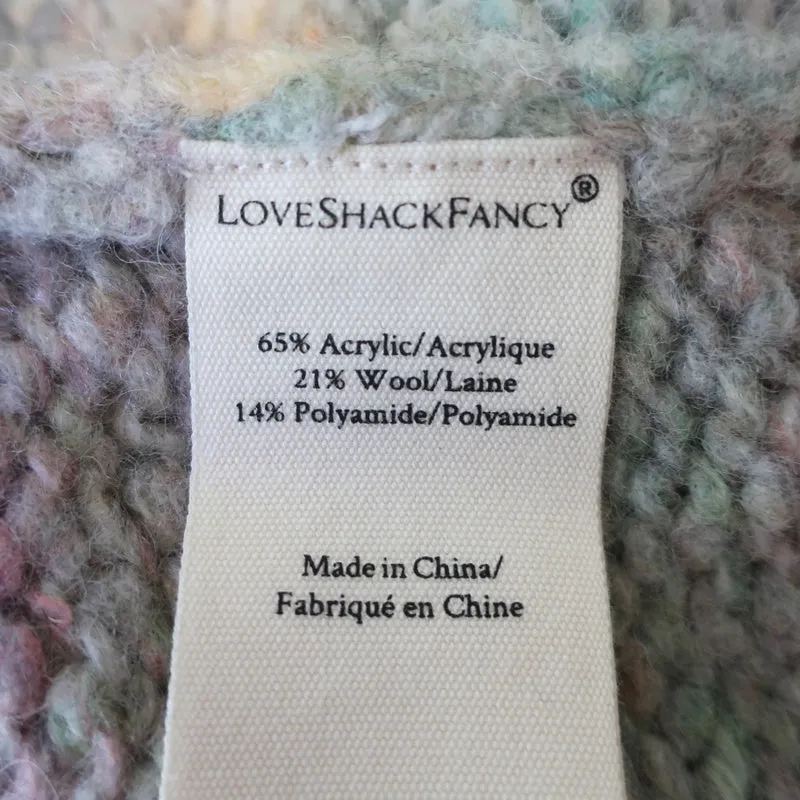 LOVESHACKFANCY®
65% Acrylic/Acrylique
21% Wool/Laine
14% Polyamide/Polyamide
Made in China/
Fabriqué en Chine